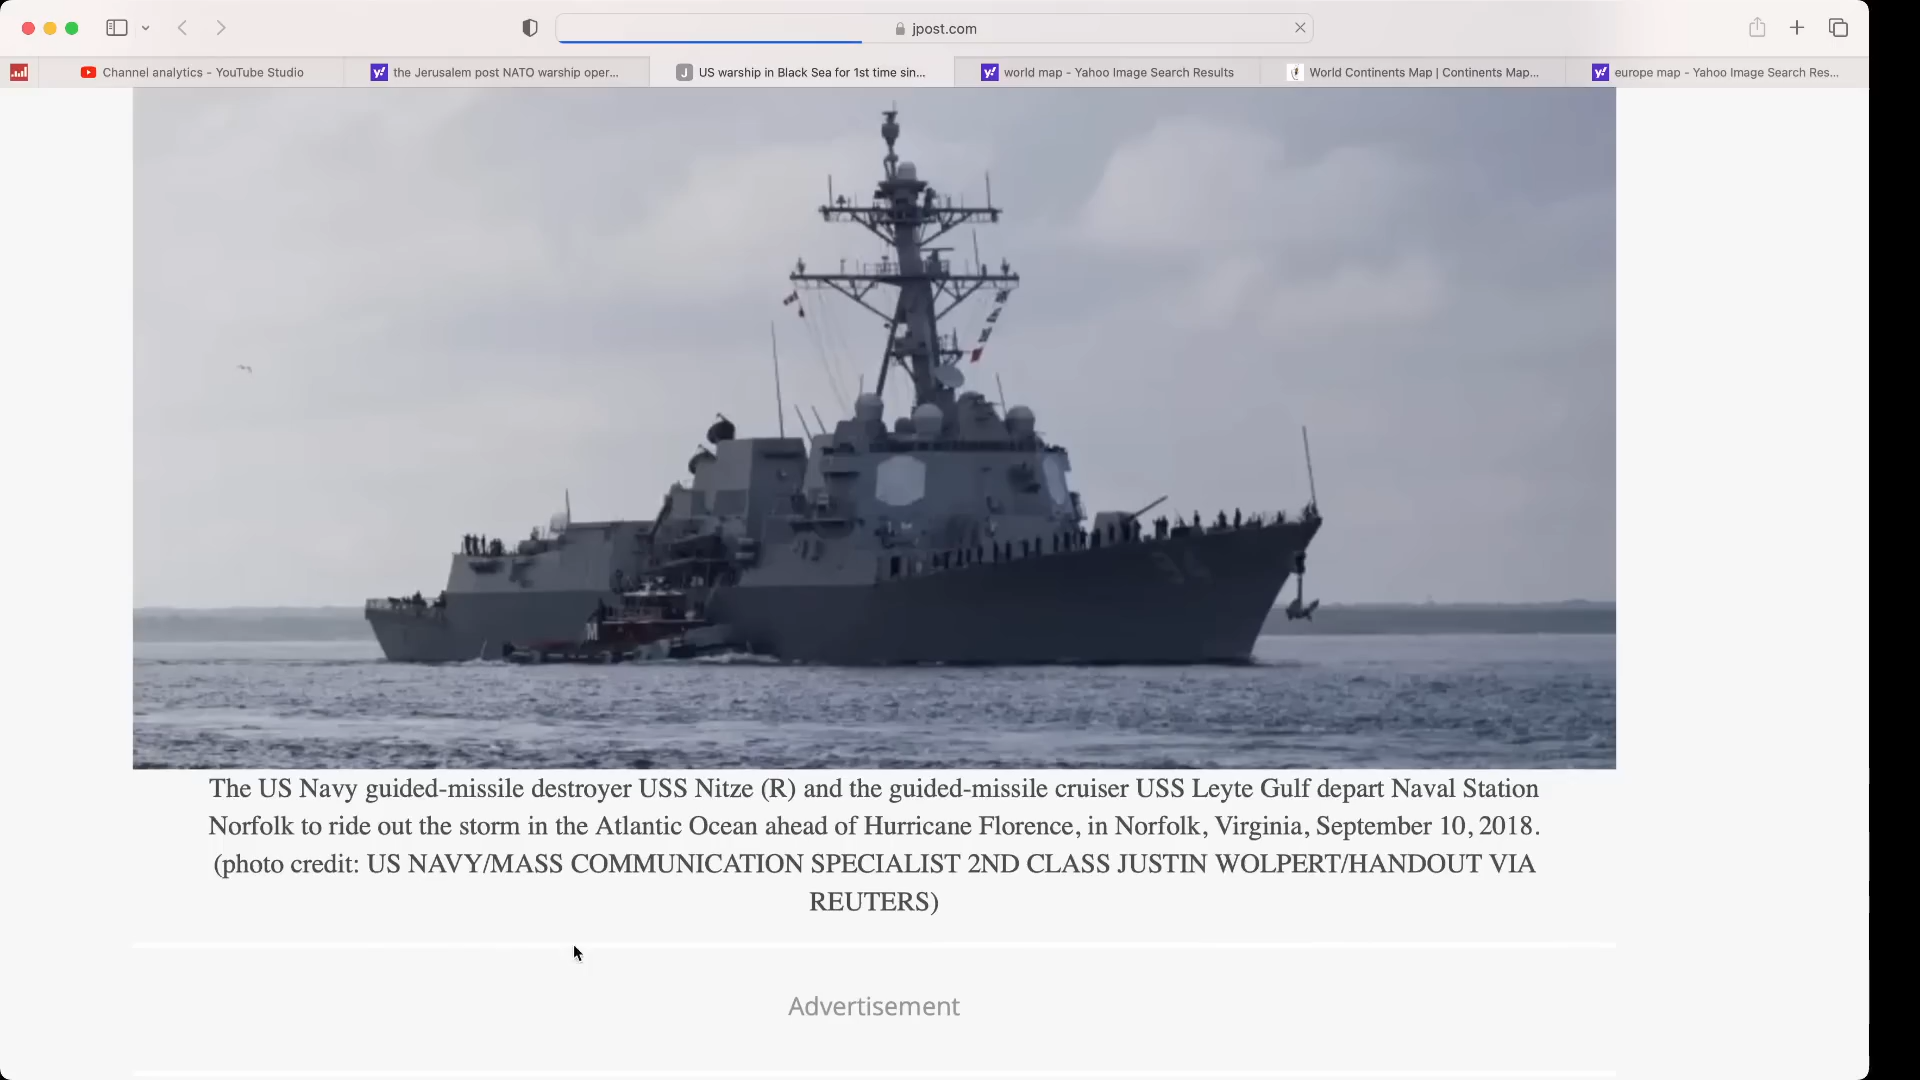 jpost.com
Channel analytics - YouTube Studio
the Jerusalem post NATO warship oper...
US warship in Black Sea for 1st time sin...
world map - Yahoo Image Search Results
World Continents Map | Continents Map...
europe map - Yahoo Image Search Res...
94
The US Navy guided-missile destroyer USS Nitze (R) and the guided-missile cruiser USS Leyte Gulf depart Naval Station
Norfolk to ride out the storm in the Atlantic Ocean ahead of Hurricane Florence, in Norfolk, Virginia, September 10, 2018.
(photo credit: US NAVY/MASS COMMUNICATION SPECIALIST 2ND CLASS JUSTIN WOLPERT/HANDOUT VIA
REUTERS)
Advertisement